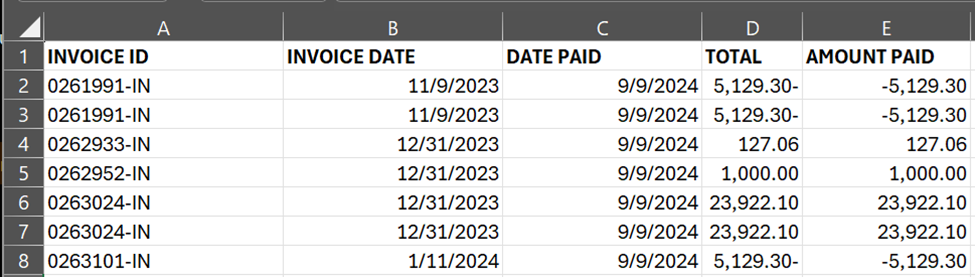 A B C D E
1 INVOICE ID INVOICE DATE DATE PAID TOTAL AMOUNT PAID
2 0261991-IN 11/9/2023 9/9/2024 5,129.30- -5,129.30
3 0261991-IN 11/9/2023 9/9/2024 5,129.30- -5,129.30
4 0262933-IN 12/31/2023 9/9/2024 127.06 127.06
5 0262952-IN 12/31/2023 9/9/2024 1,000.00 1,000.00
6 0263024-IN 12/31/2023 9/9/2024 23,922.10 23,922.10
7 0263024-IN 12/31/2023 9/9/2024 23,922.10 23,922.10
8 0263101-IN 1/11/2024 9/9/2024 5,129.30- -5,129.30